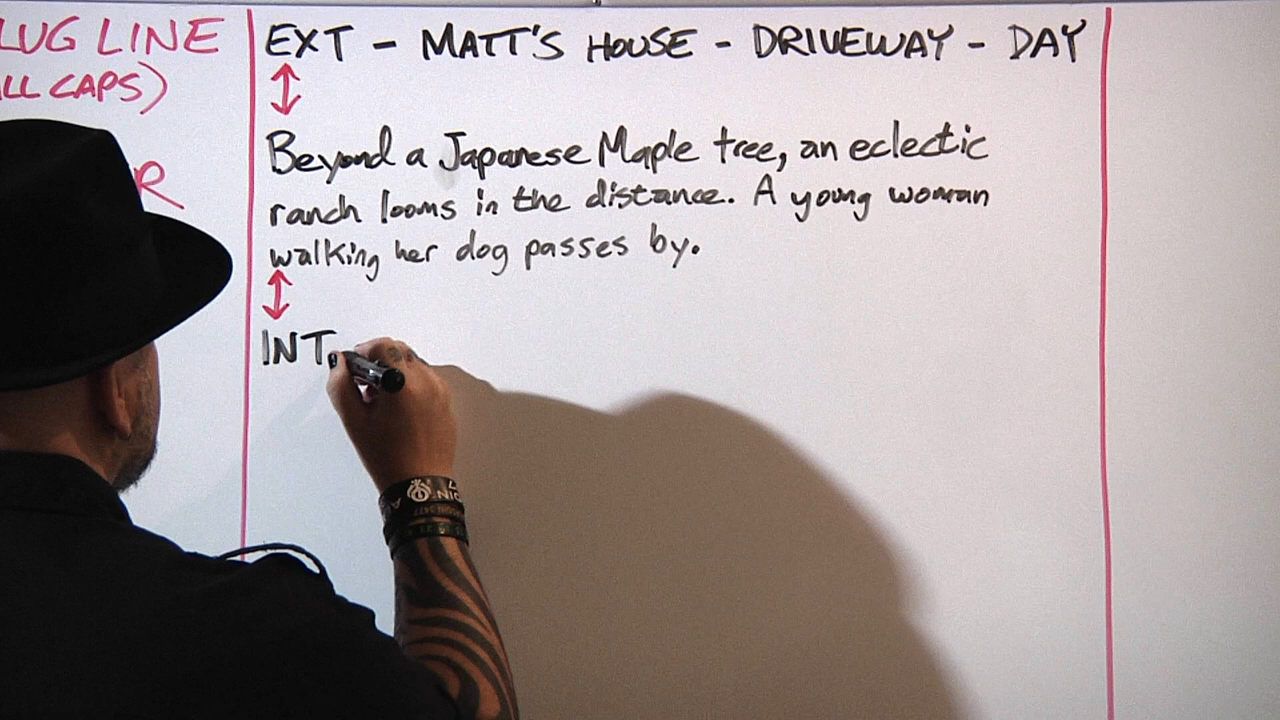 LUG LINE
LL CAPS)
R
EXT - MATT'S HOUSE - DRIVEWAY - DAY
Beyond a Japanese Maple tree, an eclectic
ranch looms in the distance. A young woman
walking her dog passes by.
INT.